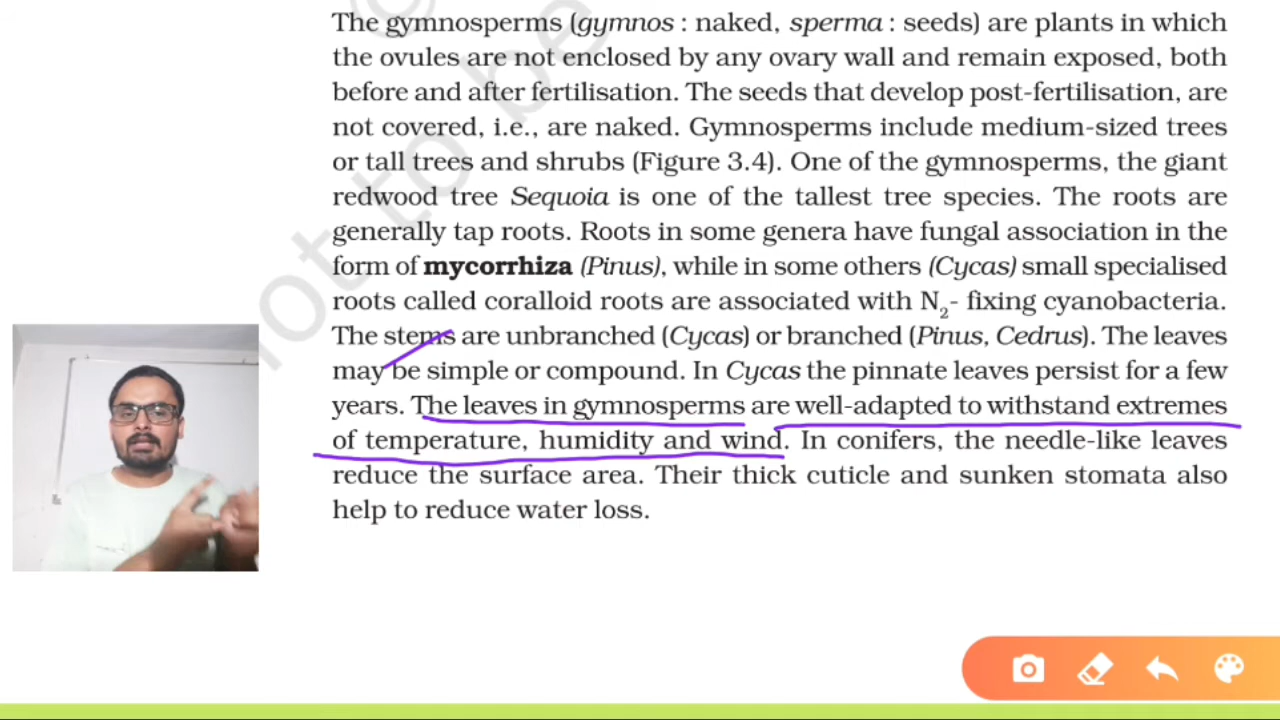 The gymnosperms (gymnos : naked, sperma : seeds) are plants in which
the ovules are not enclosed by any ovary wall and remain exposed, both
before and after fertilisation. The seeds that develop post-fertilisation, are
not covered, i.e., are naked. Gymnosperms include medium-sized trees
or tall trees and shrubs (Figure 3.4). One of the gymnosperms, the giant
redwood tree Sequoia is one of the tallest tree species. The roots are
generally tap roots. Roots in some genera have fungal association in the
form of mycorrhiza (Pinus), while in some others (Cycas) small specialised
roots called coralloid roots are associated with N2- fixing cyanobacteria.
The stems are unbranched (Cycas) or branched (Pinus, Cedrus). The leaves
may be simple or compound. In Cycas the pinnate leaves persist for a few
years. The leaves in gymnosperms are well-adapted to withstand extremes
of temperature, humidity and wind. In conifers, the needle-like leaves
reduce the surface area. Their thick cuticle and sunken stomata also
help to reduce water loss.
not to be